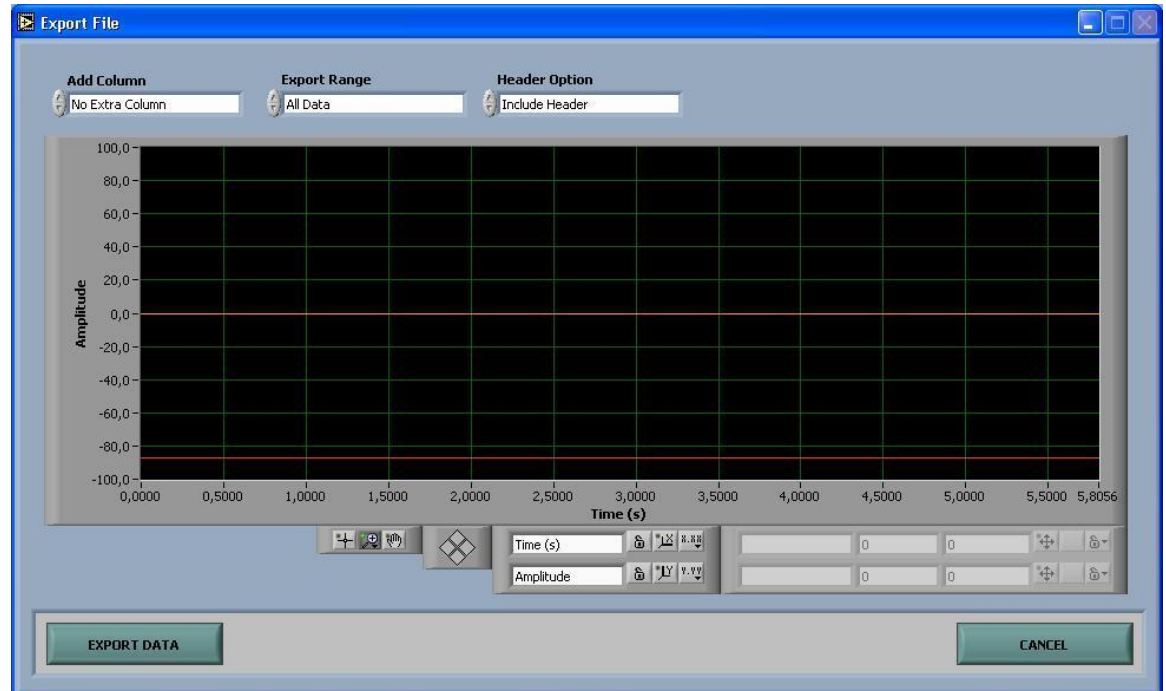 Export File
Add Column Export Range Header Option
No Extra Column All Data Include Header
100,0
80,0
60,0
40,0
20,0
0,0
-20,0
-40,0
-60,0
-80,0
-100,0
Amplitude
0,0000 0,5000 1,0000 1,5000 2,0000 2,5000 3,0000 3,5000 4,0000 4,5000 5,0000 5,5000 5,8056
Time (s)
Time (s) X X.XX 0 0
Amplitude Y Y.YY 0 0
EXPORT DATA CANCEL